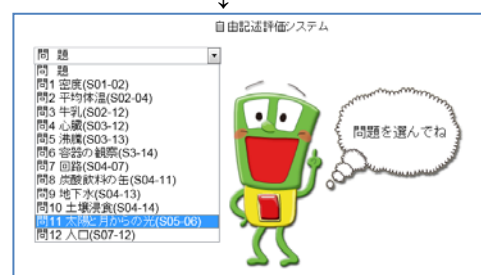 ↓
自由記述評価システム
問 題
問 題
問1 密度(S01-02)
問2 平均体温(S02-04)
問3 牛乳(S02-12)
問4 心臓(S03-12)
問5 沸騰(S03-13)
問6 容器の観察(S3-14)
問7 回路(S04-07)
問8 炭酸飲料の缶(S04-11)
問9 地下水(S04-13)
問10 土壌浸食(S04-14)
問11 太陽と月からの光(S05-06)
問12 人口(S07-12)
問題を選んでね